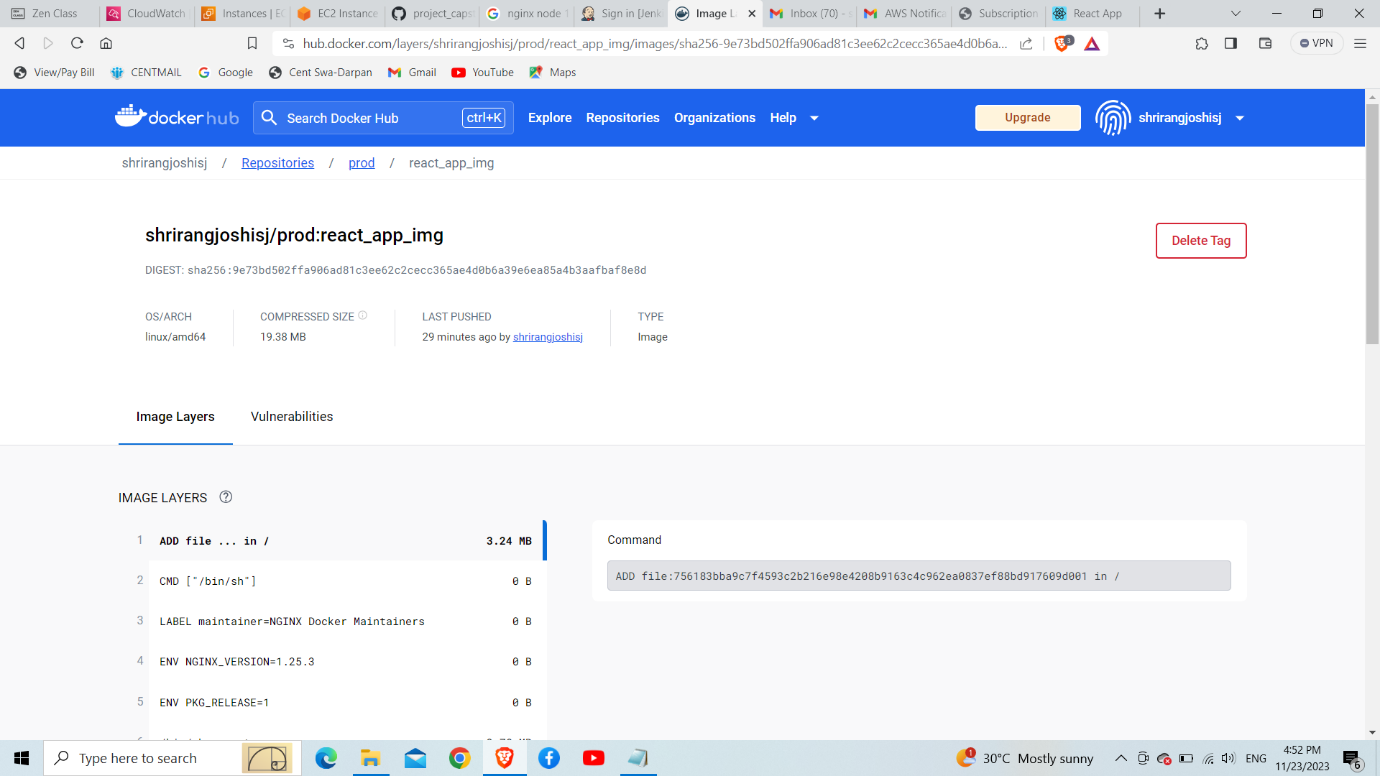 Zen Class
CloudWatch
Instances | EC
EC2 Instance
project_caps
nginx node 1
Sign in [Jenk
Image L
Inbox (70) - s
AWS Notifica
Subscription
React App
hub.docker.com/layers/shrirangjoshisj/prod/react_app_img/images/sha256-9e73bd502ffa906ad81c3ee62c2cecc365ae4d0b6a...
3
VPN
View/Pay Bill
CENTMAIL
Google
Cent Swa-Darpan
Gmail
YouTube
Maps
docker hub
Search Docker Hub
ctrl+K
Explore
Repositories
Organizations
Help
Upgrade
shrirangjoshisj
shrirangjoshisj / Repositories / prod / react_app_img
shrirangjoshisj/prod:react_app_img
Delete Tag
DIGEST: sha256:9e73bd502ffa906ad81c3ee62c2cecc365ae4d0b6a39e6ea85a4b3aafbaf8e8d
OS/ARCH
COMPRESSED SIZE
LAST PUSHED
TYPE
linux/amd64
19.38 MB
29 minutes ago by shrirangjoshisj
Image
Image Layers
Vulnerabilities
IMAGE LAYERS
1 ADD file ... in / 3.24 MB
2 CMD ["/bin/sh"] 0 B
3 LABEL maintainer=NGINX Docker Maintainers 0 B
4 ENV NGINX_VERSION=1.25.3 0 B
5 ENV PKG_RELEASE=1 0 B
Command
ADD file:756183bba9c7f4593c2b216e98e4208b9163c4c962ea0837ef88bd917609d001 in /
Type here to search
1
30°C Mostly sunny
ENG
4:52 PM
11/23/2023
6